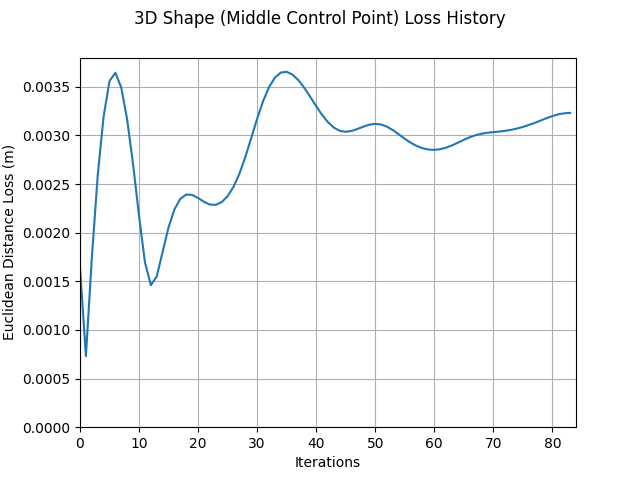 3D Shape (Middle Control Point) Loss History
0.0035
0.0030
0.0025
0.0020
0.0015
0.0010
0.0005
0.0000
Euclidean Distance Loss (m)
0 10 20 30 40 50 60 70 80
Iterations